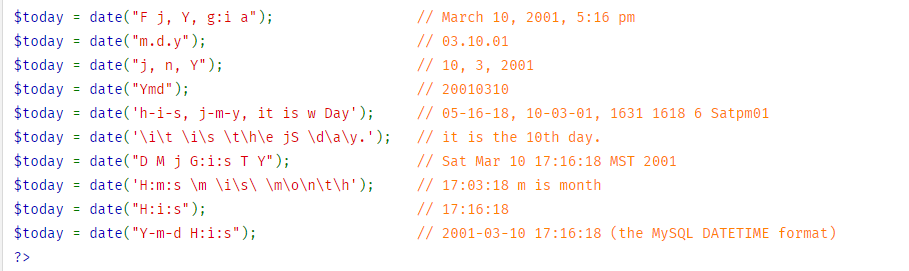 $today = date("F j, Y, g:i a");                 // March 10, 2001, 5:16 pm
$today = date("m.d.y");                         // 03.10.01
$today = date("j, n, Y");                       // 10, 3, 2001
$today = date("Ymd");                           // 20010310
$today = date('h-i-s, j-m-y, it is w Day');     // 05-16-18, 10-03-01, 1631 1618 6 Satpm01
$today = date('\i\t \i\s \t\h\e jS \d\a\y.');   // it is the 10th day.
$today = date("D M j G:i:s T Y");               // Sat Mar 10 17:16:18 MST 2001
$today = date('H:m:s \m \i\s\ \m\o\n\t\h');     // 17:03:18 m is month
$today = date("H:i:s");                         // 17:16:18
$today = date("Y-m-d H:i:s");                   // 2001-03-10 17:16:18 (the MySQL DATETIME format)
?>